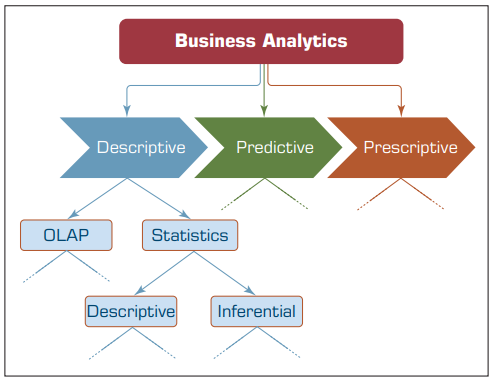 Business Analytics
Descriptive
Predictive
Prescriptive
OLAP
Statistics
Descriptive
Inferential